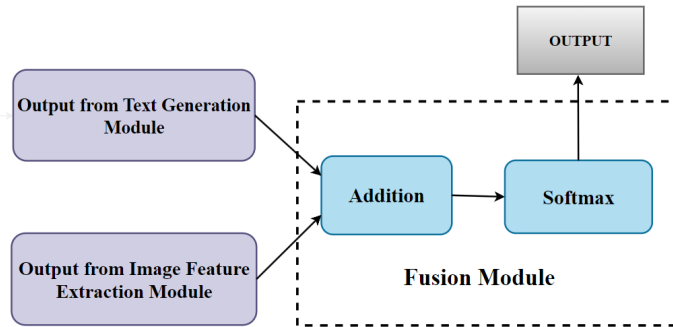 OUTPUT
Output from Text Generation
Module
Addition
Softmax
Output from Image Feature
Extraction Module
Fusion Module